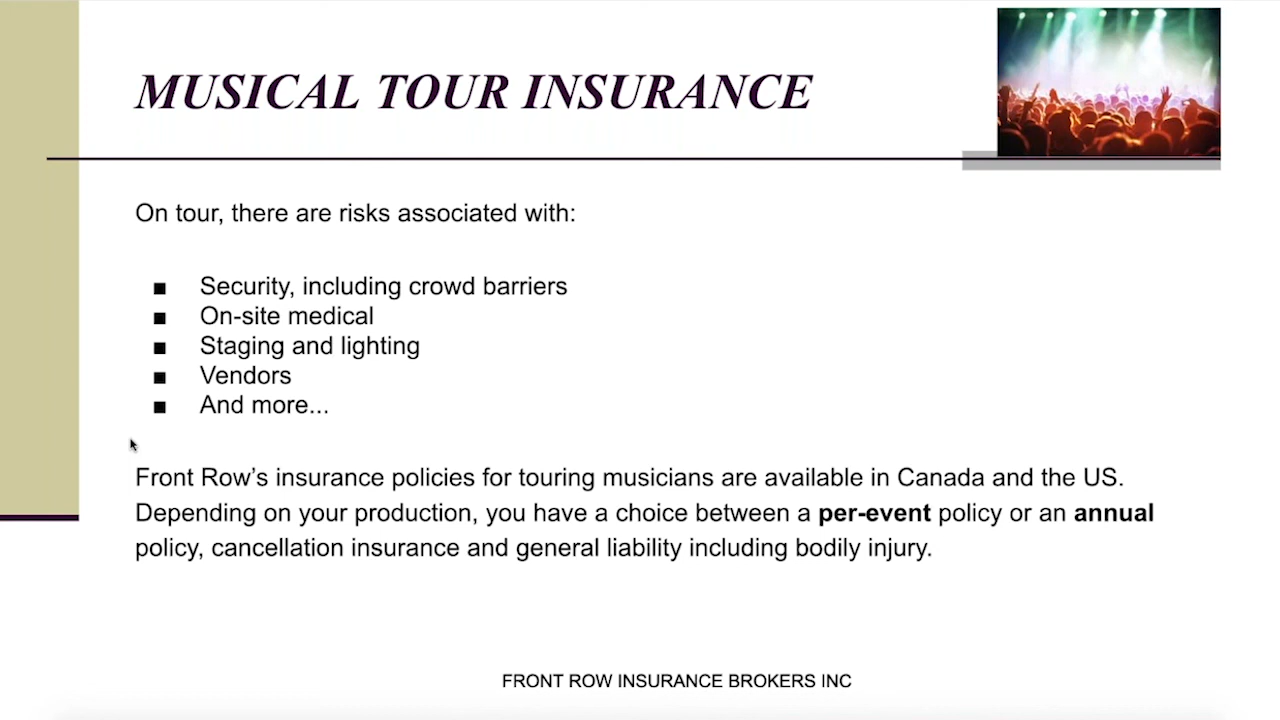 MUSICAL TOUR INSURANCE
On tour, there are risks associated with:
■ Security, including crowd barriers
■ On-site medical
■ Staging and lighting
■ Vendors
■ And more...
Front Row’s insurance policies for touring musicians are available in Canada and the US.
Depending on your production, you have a choice between a per-event policy or an annual
policy, cancellation insurance and general liability including bodily injury.
FRONT ROW INSURANCE BROKERS INC